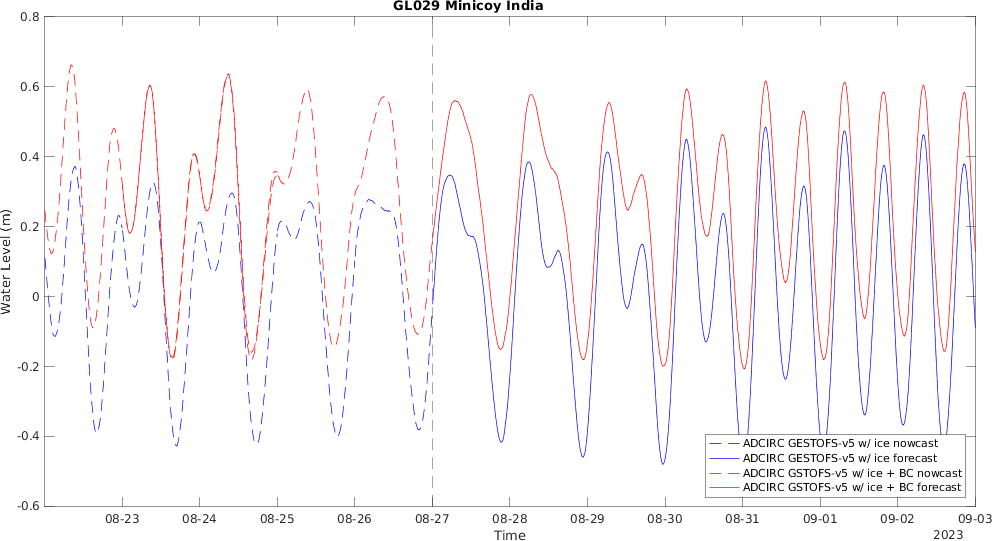 GL029 Minicoy India
0.8
0.6
0.4
0.2
0
-0.2
-0.4
-0.6
Water Level (m)
ADCIRC GESTOFS-v5 w/ ice nowcast
ADCIRC GESTOFS-v5 w/ ice forecast
ADCIRC GSTOFS-v5 w/ ice + BC nowcast
ADCIRC GSTOFS-v5 w/ ice + BC forecast
08-23 08-24 08-25 08-26 08-27 08-28 08-29 08-30 08-31 09-01 09-02 09-03
Time
2023